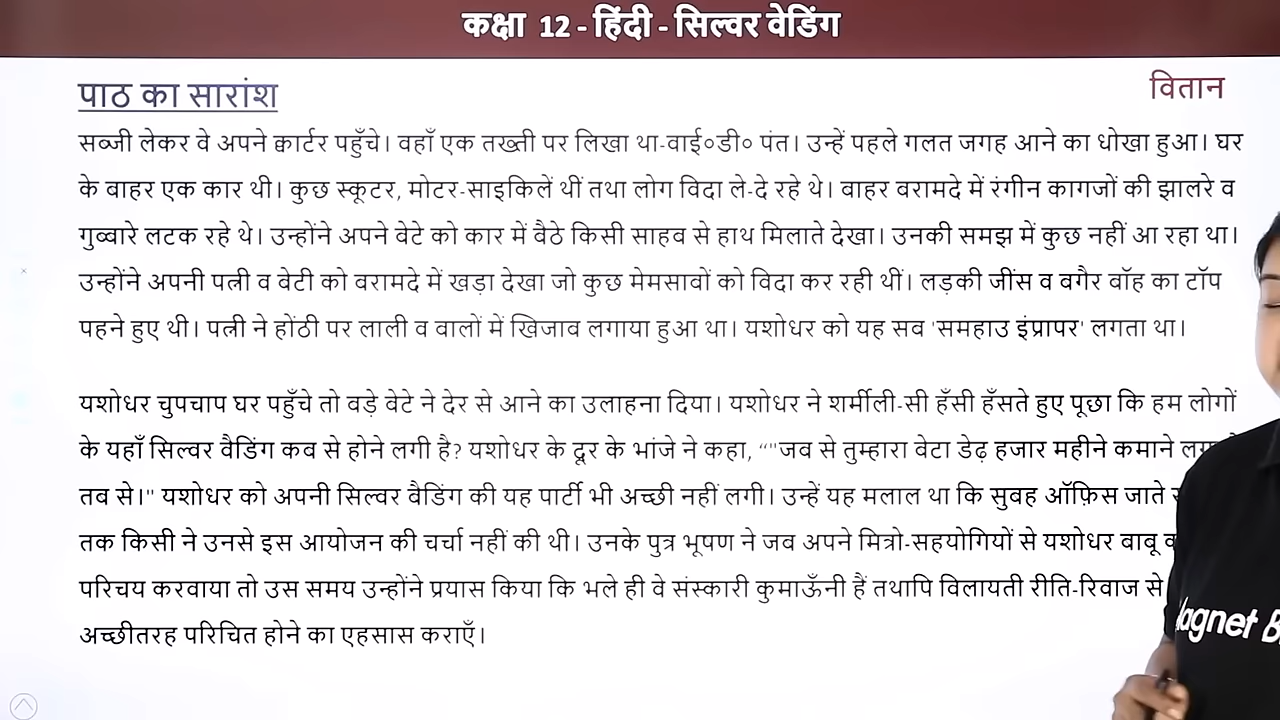 कक्षा 12 - हिंदी - सिल्वर वेडिंग
पाठ का सारांश
वितान
सब्जी लेकर वे अपने क्वार्टर पहुँचे। वहाँ एक तख्ती पर लिखा था-वाई०डी० पंत। उन्हें पहले गलत जगह आने का धोखा हुआ। घर
के बाहर एक कार थी। कुछ स्कूटर, मोटर-साइकिलें थीं तथा लोग विदा ले-दे रहे थे। बाहर बरामदे में रंगीन कागजों की झालरे व
गुब्बारे लटक रहे थे। उन्होंने अपने बेटे को कार में बैठे किसी साहब से हाथ मिलाते देखा। उनकी समझ में कुछ नहीं आ रहा था।
उन्होंने अपनी पत्नी व बेटी को बरामदे में खड़ा देखा जो कुछ मेमसाबों को विदा कर रही थीं। लड़की जींस व बगैर बॉह का टॉप
पहने हुए थी। पत्नी ने होंठी पर लाली व बालों में खिजाब लगाया हुआ था। यशोधर को यह सब 'समहाउ इंप्रापर' लगता था।
यशोधर चुपचाप घर पहुँचे तो बड़े बेटे ने देर से आने का उलाहना दिया। यशोधर ने शर्मीली-सी हँसी हँसते हुए पूछा कि हम लोगों
के यहाँ सिल्वर वैडिंग कब से होने लगी है? यशोधर के दूर के भांजे ने कहा, “"जब से तुम्हारा बेटा डेढ़ हजार महीने कमाने
तब से।" यशोधर को अपनी सिल्वर बैडिंग की यह पार्टी भी अच्छी नहीं लगी। उन्हें यह मलाल था कि सुबह ऑफ़िस जाते
तक किसी ने उनसे इस आयोजन की चर्चा नहीं की थी। उनके पुत्र भूषण ने जब अपने मित्रो-सहयोगियों से यशोधर बाबू
परिचय करवाया तो उस समय उन्होंने प्रयास किया कि भले ही वे संस्कारी कुमाऊँनी हैं तथापि विलायती रीति-रिवाज से
अच्छीतरह परिचित होने का एहसास कराएँ।